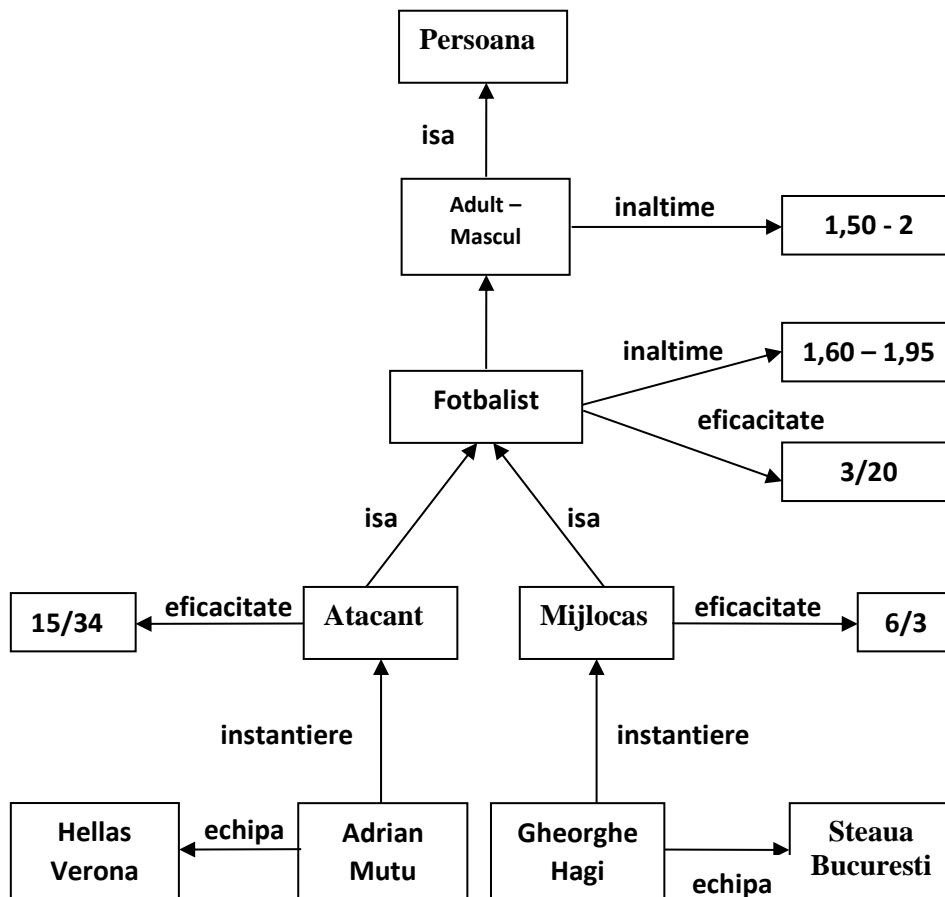 Persoana
isa
Adult –
Mascul
inaltime
1,50 - 2
inaltime
1,60 – 1,95
Fotbalist
eficacitate
3/20
isa
isa
15/34
eficacitate
Atacant
Mijlocas
eficacitate
6/3
instantiere
instantiere
Hellas
Verona
echipa
Adrian
Mutu
Gheorghe
Hagi
echipa
Steaua
Bucuresti